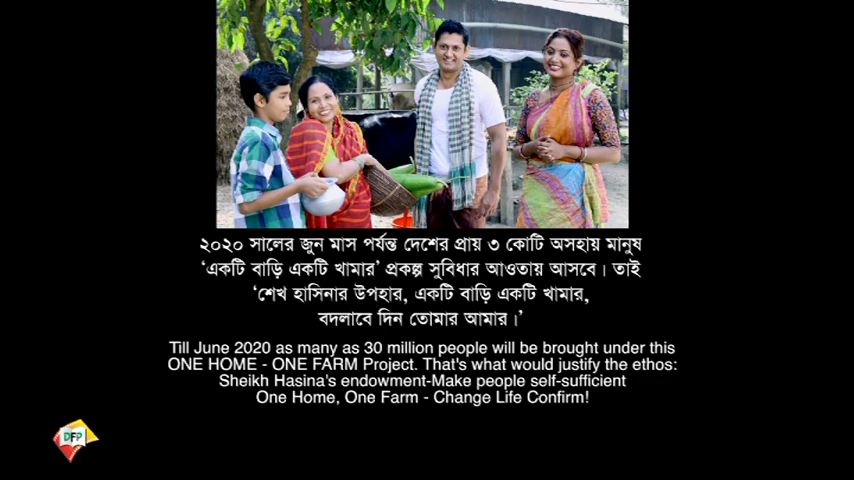 ২০২০ সালের জুন মাস পর্যন্ত দেশের প্রায় ৩ কোটি অসহায় মানুষ
‘একটি বাড়ি একটি খামার’ প্রকল্প সুবিধার আওতায় আসবে। তাই
‘শেখ হাসিনার উপহার, একটি বাড়ি একটি খামার,
বদলাবে দিন তোমার আমার।’
Till June 2020 as many as 30 million people will be brought under this
ONE HOME - ONE FARM Project. That's what would justify the ethos:
Sheikh Hasina's endowment-Make people self-sufficient
One Home, One Farm - Change Life Confirm!
DFP